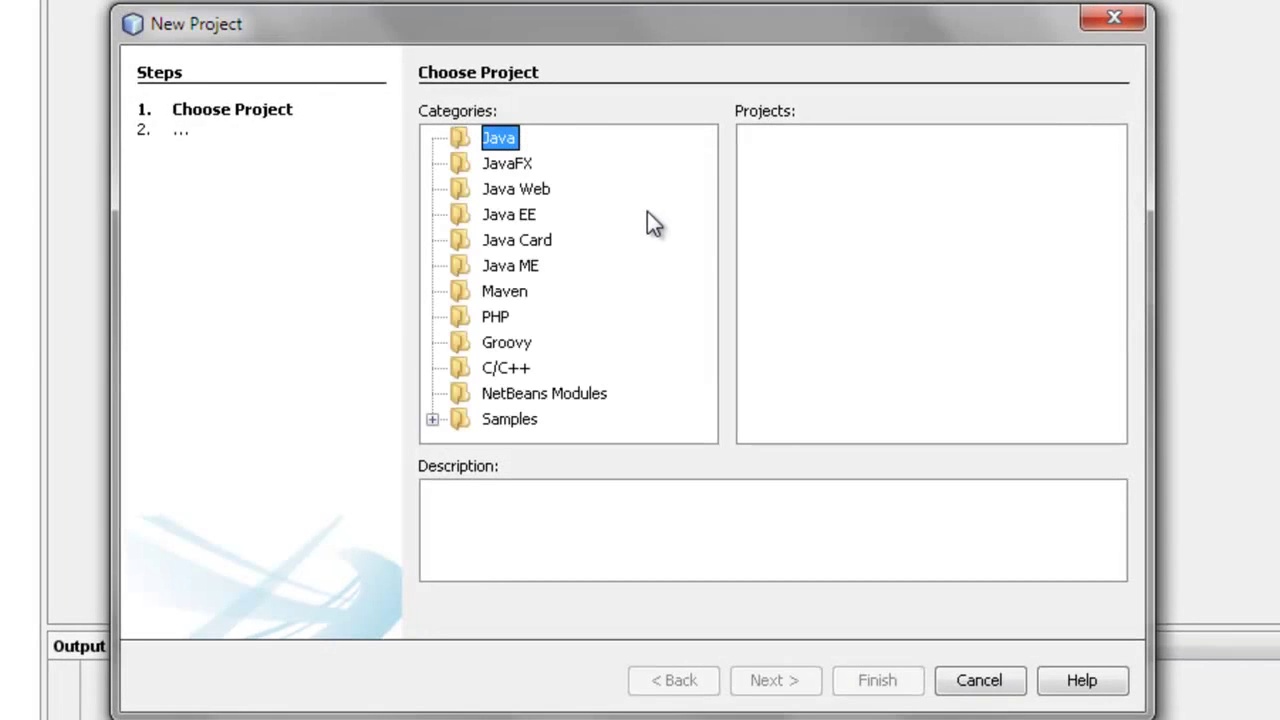 New Project
Steps
1. Choose Project
2. ...
Choose Project
Categories:
Java
JavaFX
Java Web
Java EE
Java Card
Java ME
Maven
PHP
Groovy
C/C++
NetBeans Modules
Samples
Projects:
Description:
Output
< Back
Next >
Finish
Cancel
Help